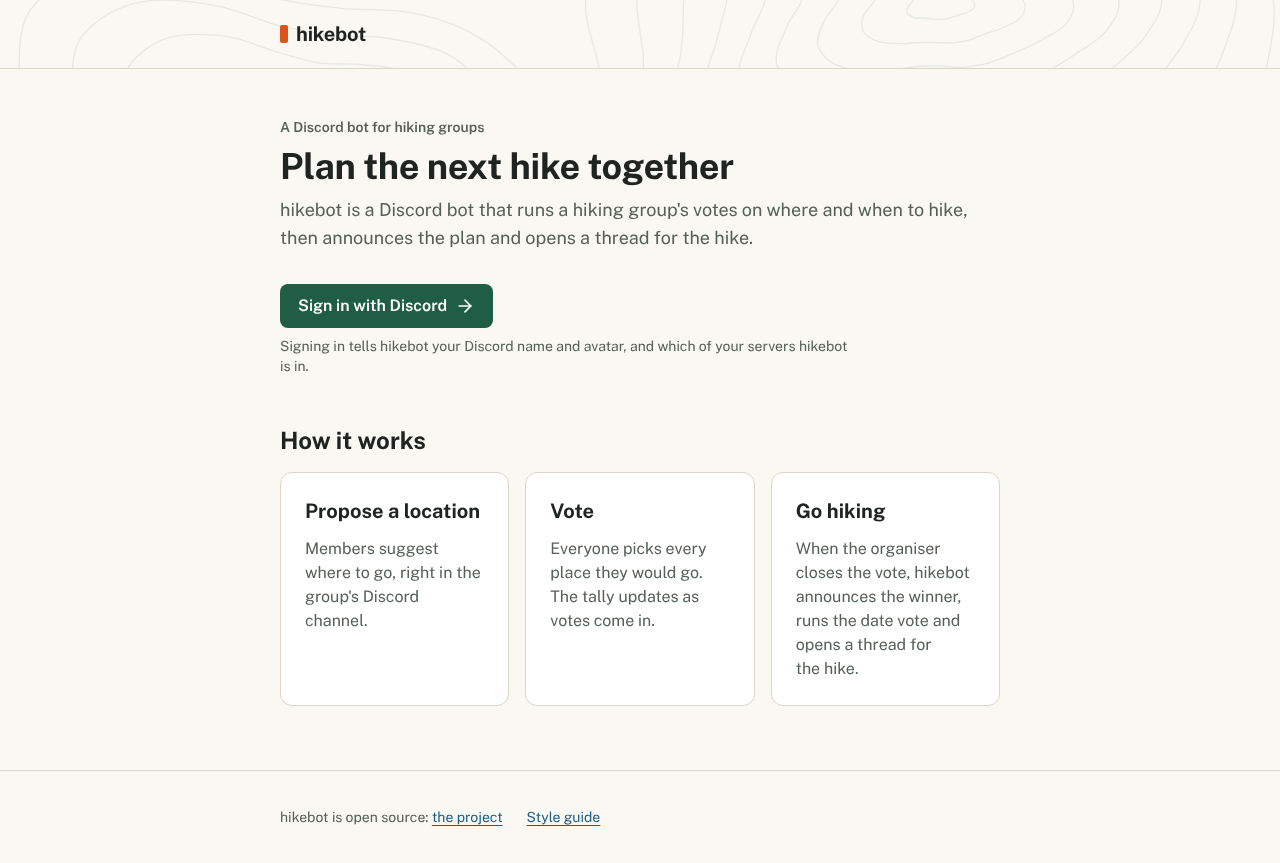 hikebot
A Discord bot for hiking groups
Plan the next hike together
hikebot is a Discord bot that runs a hiking group's votes on where and when to hike,
then announces the plan and opens a thread for the hike.
Sign in with Discord
Signing in tells hikebot your Discord name and avatar, and which of your servers hikebot
is in.
How it works
Propose a location
Members suggest
where to go, right in the
group's Discord
channel.
Vote
Everyone picks every
place they would go.
The tally updates as
votes come in.
Go hiking
When the organiser
closes the vote, hikebot
announces the winner,
runs the date vote and
opens a thread for
the hike.
hikebot is open source: the project Style guide